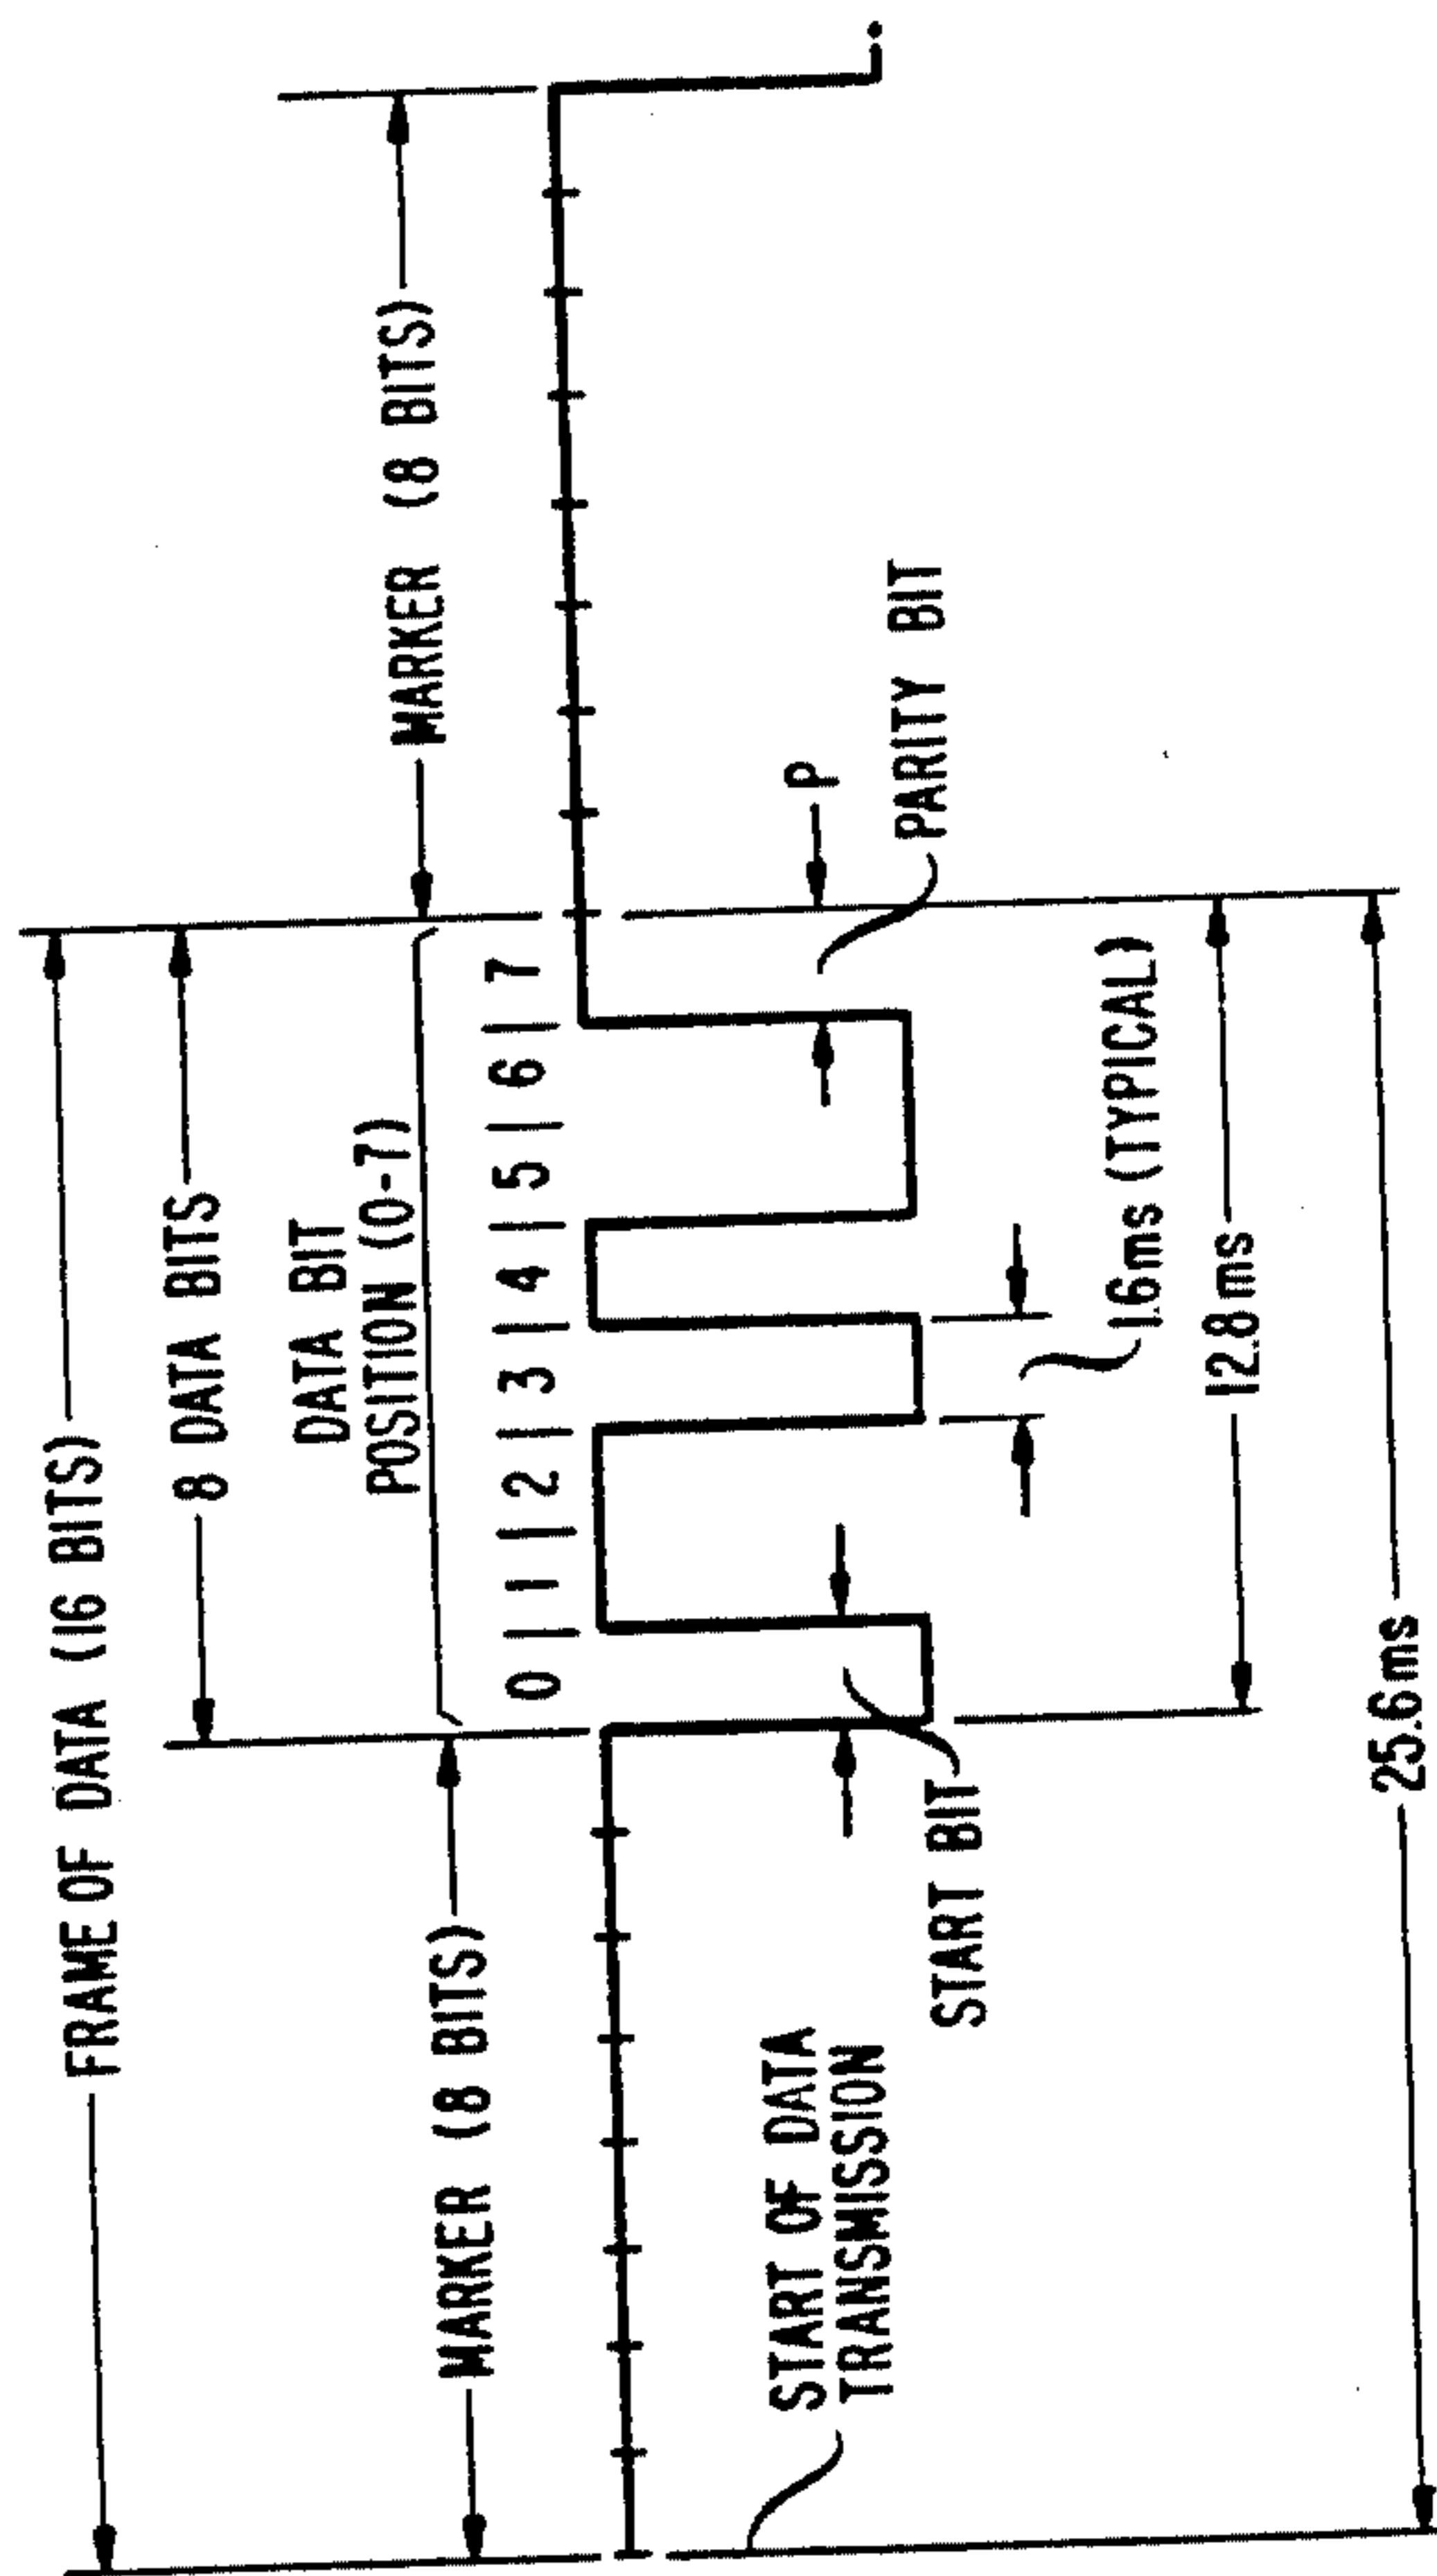 FRAME OF DATA (16 BITS)
8 DATA BITS
DATA BIT
POSITION (0-7)
MARKER (8 BITS)
MARKER (8 BITS)
0 1 2 3 4 5 6 7
P
PARITY BIT
START BIT
START OF DATA
TRANSMISSION
1.6ms (TYPICAL)
12.8ms
25.6ms